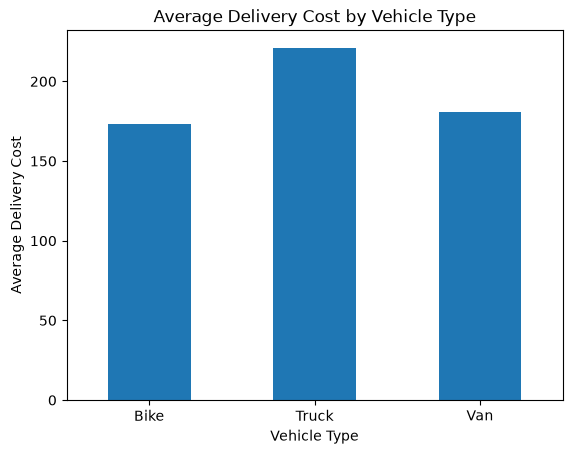 Average Delivery Cost by Vehicle Type
Average Delivery Cost
200
150
100
50
0
Bike
Truck
Van
Vehicle Type